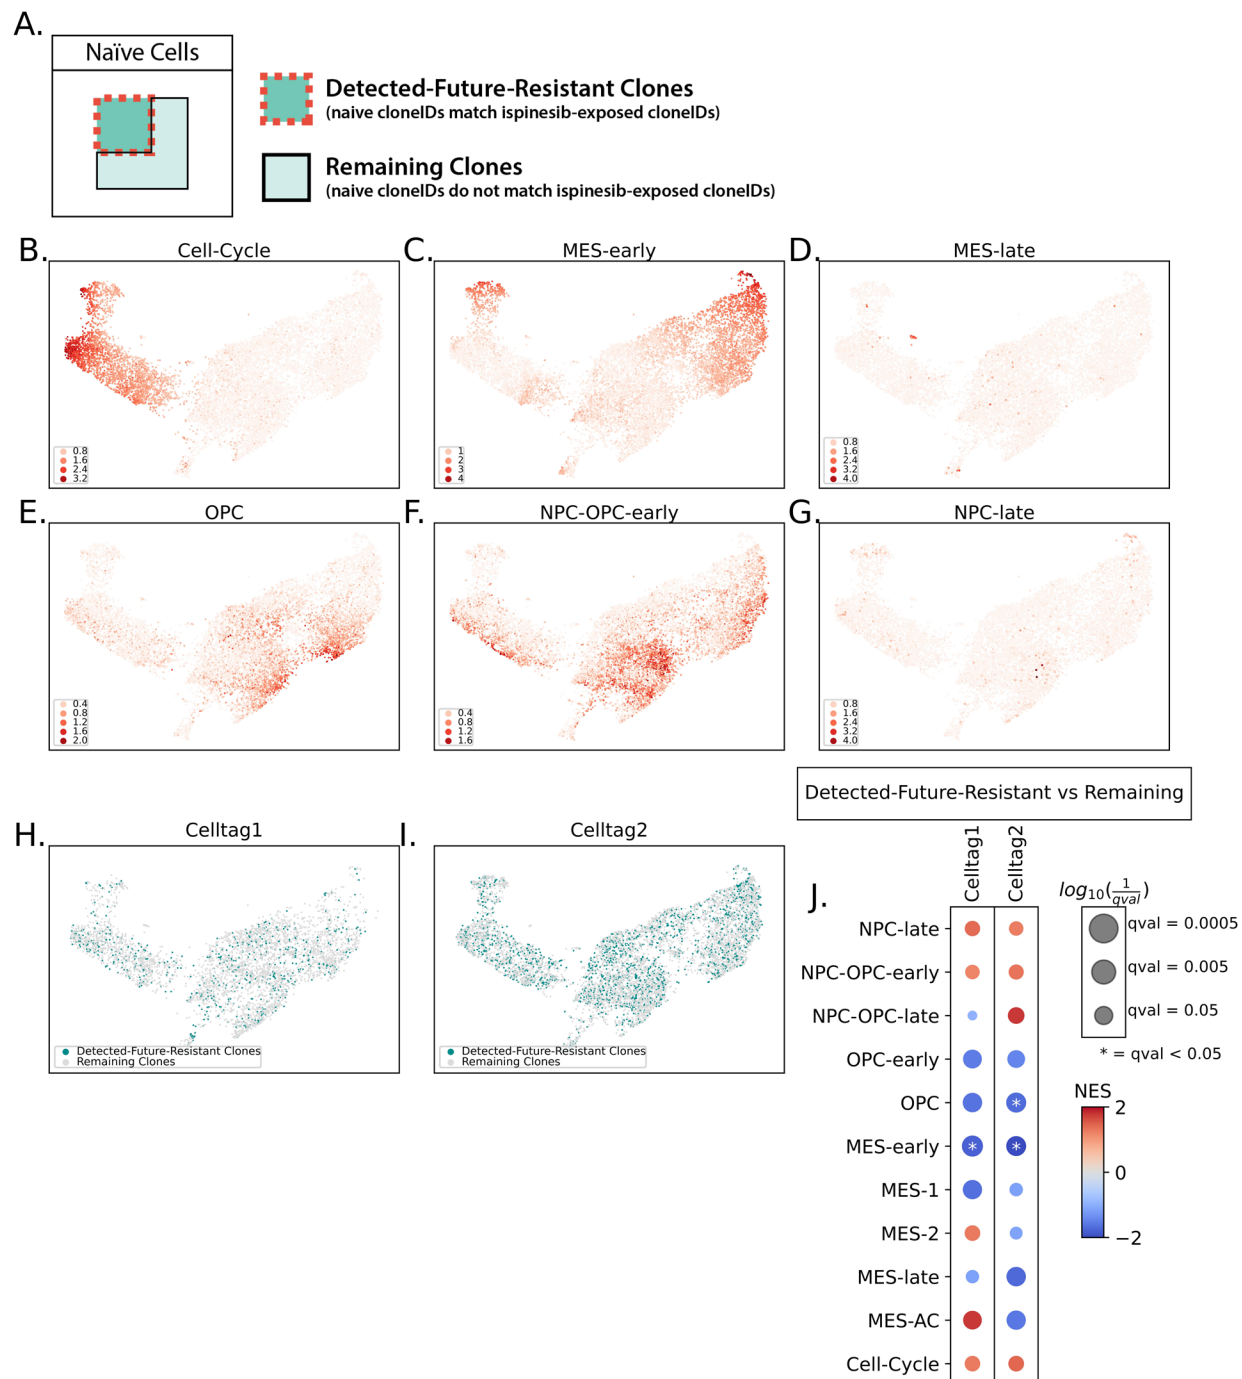 A.
Naïve Cells
Detected-Future-Resistant Clones
(naive cloneIDs match ispinesib-exposed cloneIDs)
Remaining Clones
(naive cloneIDs do not match ispinesib-exposed cloneIDs)
B.
Cell-Cycle
0.8
1.6
2.4
3.2
C.
MES-early
1
2
3
4
D.
MES-late
0.8
1.6
2.4
3.2
4.0
E.
OPC
0.4
0.8
1.2
1.6
2.0
F.
NPC-OPC-early
0.4
0.8
1.2
1.6
G.
NPC-late
0.8
1.6
2.4
3.2
4.0
H.
Celltag1
Detected-Future-Resistant Clones
Remaining Clones
I.
Celltag2
Detected-Future-Resistant Clones
Remaining Clones
Detected-Future-Resistant vs Remaining
J.
Celltag1
Celltag2
NPC-late
NPC-OPC-early
NPC-OPC-late
OPC-early
OPC
*
MES-early
* *
MES-1
MES-2
MES-late
MES-AC
Cell-Cycle
log10(1/qval)
qval = 0.0005
qval = 0.005
qval = 0.05
* = qval < 0.05
NES
2
0
−2